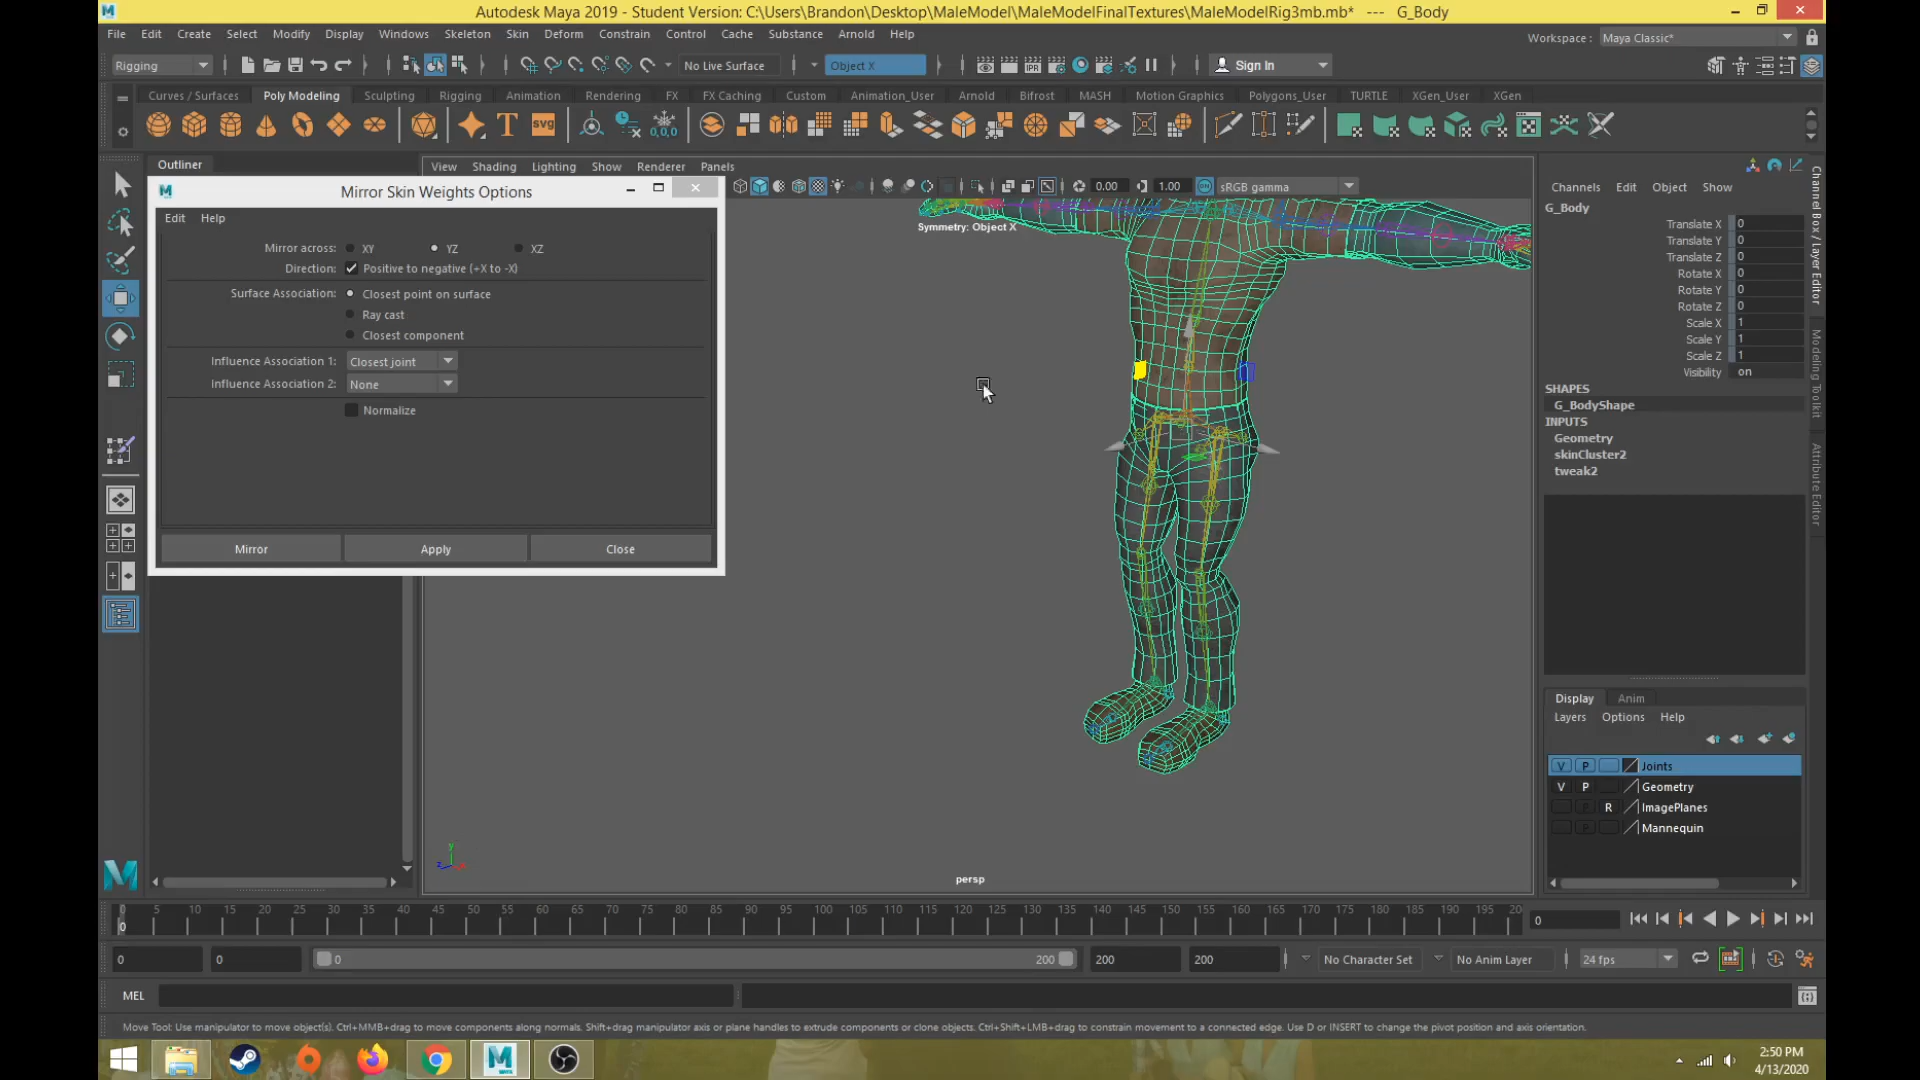 Autodesk Maya 2019 - Student Version: C:\Users\Brandon\Desktop\MaleModel\MaleModelFinalTextures\MaleModelRig3mb.mb* --- G_Body
File Edit Create Select Modify Display Windows Skeleton Skin Deform Constrain Control Cache Substance Arnold Help
Workspace : Maya Classic*
Rigging No Live Surface Object X Sign In
Curves / Surfaces Poly Modeling Sculpting Rigging Animation Rendering FX FX Caching Custom Animation_User Arnold Bifrost MASH Motion Graphics Polygons_User TURTLE XGen_User XGen
T SVG 0,0,0
Outliner
View Shading Lighting Show Renderer Panels
0.00 1.00 sRGB gamma
Mirror Skin Weights Options
Edit Help
Mirror across: XY YZ XZ
Direction: Positive to negative (+X to -X)
Surface Association: Closest point on surface
Ray cast
Closest component
Influence Association 1: Closest joint
Influence Association 2: None
Normalize
Mirror Apply Close
Symmetry: Object X
persp
y
z
Channels Edit Object Show
G_Body
Translate X 0
Translate Y 0
Translate Z 0
Rotate X 0
Rotate Y 0
Rotate Z 0
Scale X 1
Scale Y 1
Scale Z 1
Visibility on
SHAPES
G_BodyShape
INPUTS
Geometry
skinCluster2
tweak2
Channel Box / Layer Editor
Modeling Toolkit
Attribute Editor
Display Anim
Layers Options Help
V P Joints
V P Geometry
R ImagePlanes
P Mannequin
0 5 10 15 20 25 30 35 40 45 50 55 60 65 70 75 80 85 90 95 100 105 110 115 120 125 130 135 140 145 150 155 160 165 170 175 180 185 190 195 20
0
0
0 0 0 200 200 200 No Character Set No Anim Layer 24 fps
MEL
Move Tool: Use manipulator to move object(s). Ctrl+MMB+drag to move components along normals. Shift+drag manipulator axis or plane handles to extrude components or clone objects. Ctrl+Shift+LMB+drag to constrain movement to a connected edge. Use D or INSERT to change the pivot position and axis orientation.
2:50 PM
4/13/2020